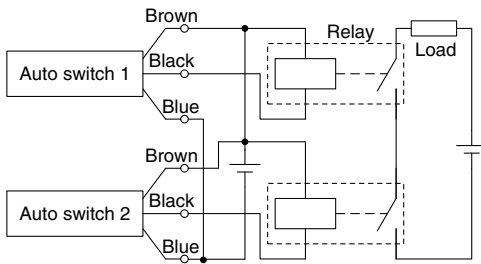 Brown
Relay
Auto switch 1
Black
Load
Blue
Brown
Auto switch 2
Black
Blue